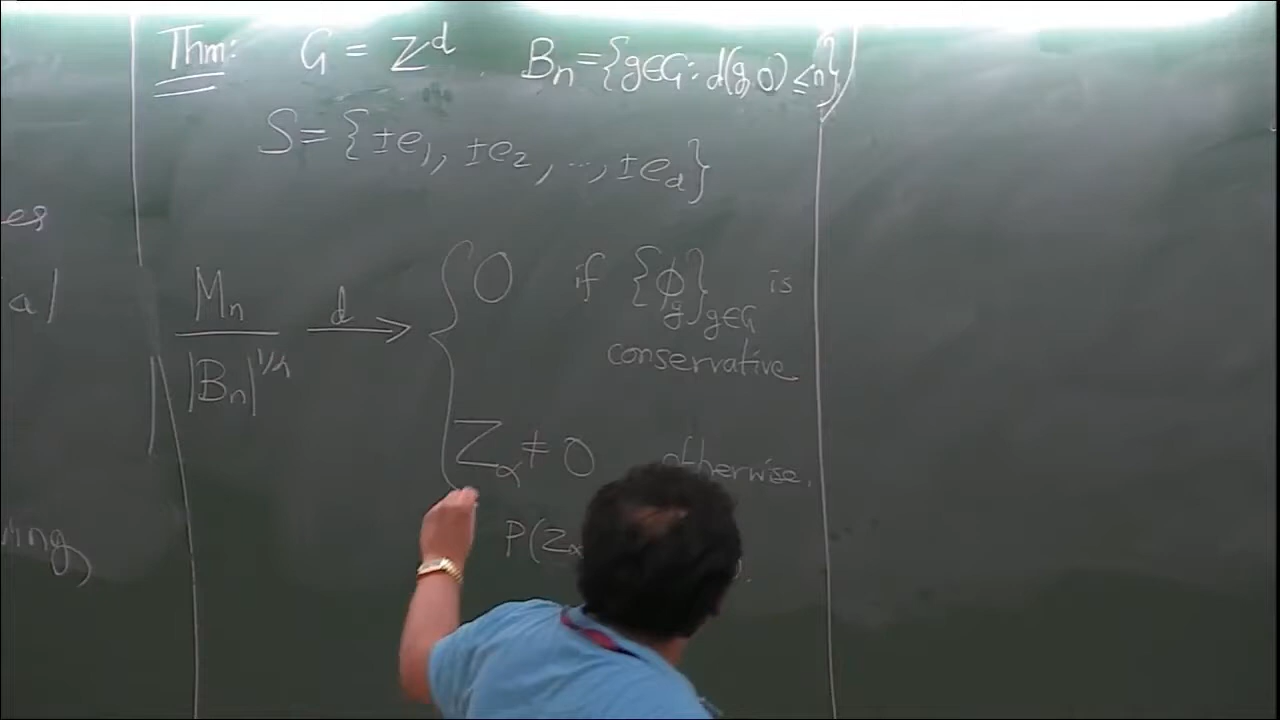 Thm: G = Z^d. B_n = {g∈G : d(g, 0) ≤ n}
S = {±e_1, ±e_2, ..., ±e_d}
es
al
M_n / |B_n|^{1/α} →^d { 0 if {ϕ_g}_{g∈G} is
conservative
Z_α ≠ 0 otherwise.
P(Z_α
ing,